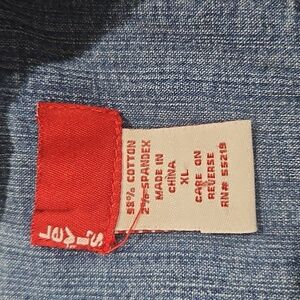 Levi's
98% COTTON
2% SPANDEX
MADE IN
CHINA
XL
CARE ON
REVERSE
RN# 55219